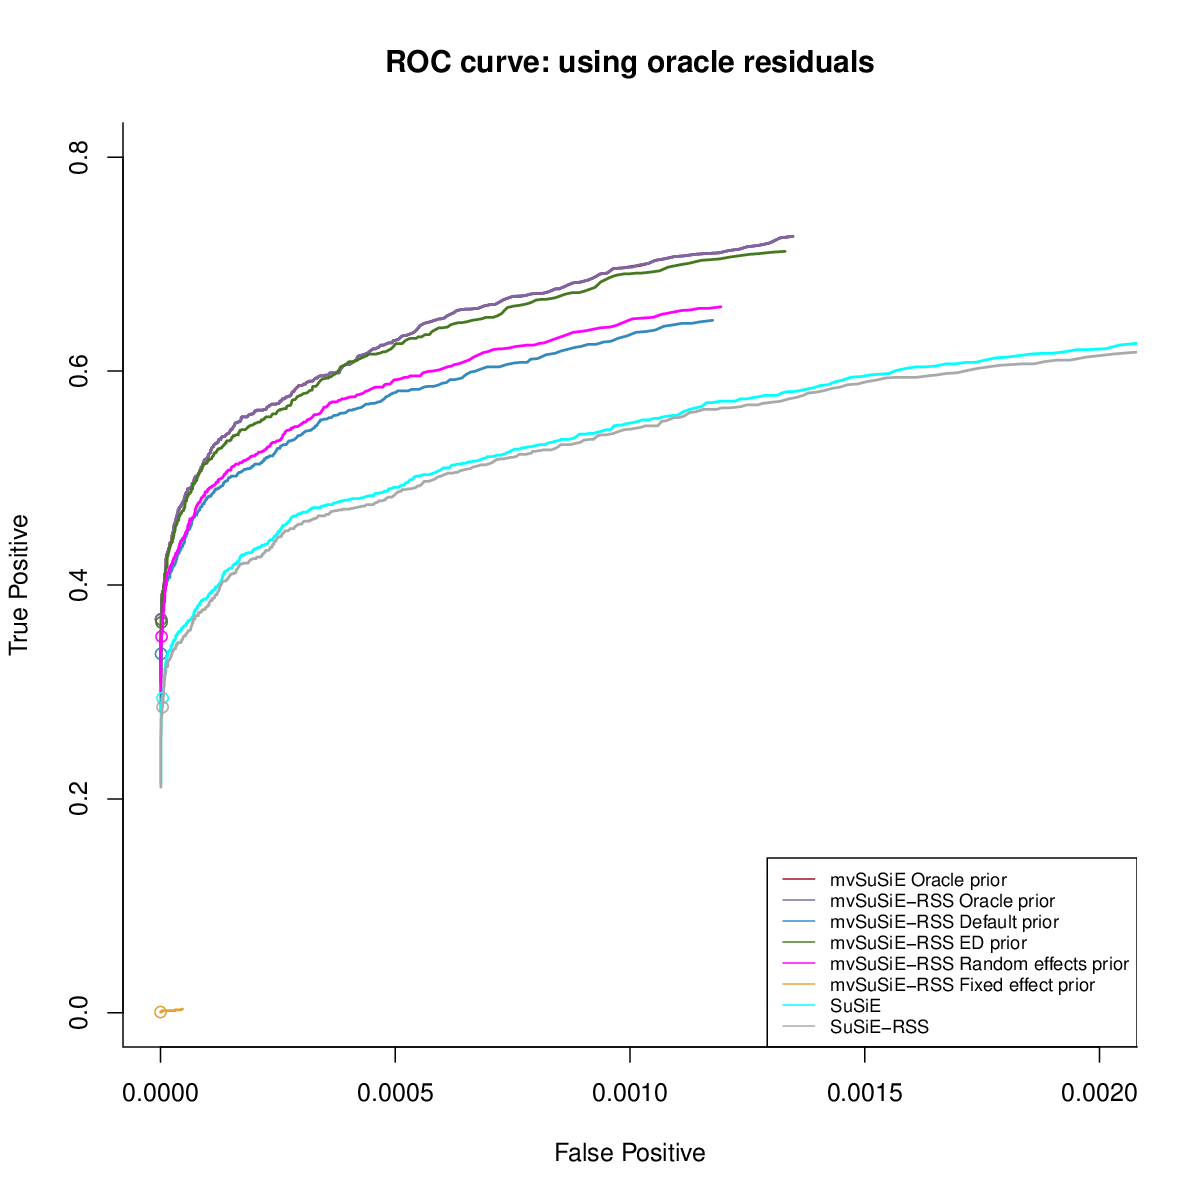 ROC curve: using oracle residuals
0.8
0.6
0.4
0.2
0.0
True Positive
mvSuSiE Oracle prior
mvSuSiE−RSS Oracle prior
mvSuSiE−RSS Default prior
mvSuSiE−RSS ED prior
mvSuSiE−RSS Random effects prior
mvSuSiE−RSS Fixed effect prior
SuSiE
SuSiE−RSS
0.0000 0.0005 0.0010 0.0015 0.0020
False Positive